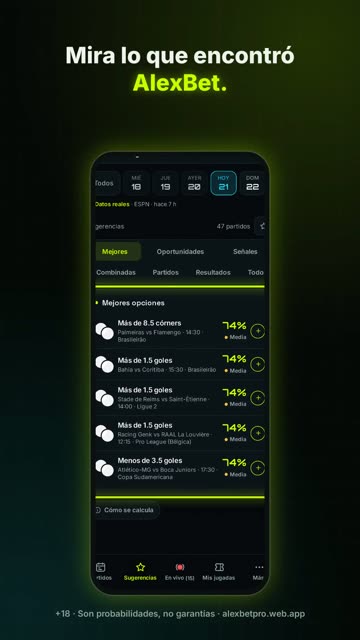 Mira lo que encontró
AlexBet.
Todos
MIÉ
18
JUE
19
AYER
20
HOY
21
DOM
22
Datos reales · ESPN · hace 7 h
gerencias
47 partidos
Mejores
Oportunidades
Señales
Combinadas
Partidos
Resultados
Todo
Mejores opciones
Más de 8.5 córners
Palmeiras vs Flamengo · 14:30 ·
Brasileirão
74%
Media
Más de 1.5 goles
Bahia vs Coritiba · 15:30 · Brasileirão
74%
Media
Más de 1.5 goles
Stade de Reims vs Saint-Étienne ·
14:00 · Ligue 2
74%
Media
Más de 1.5 goles
Racing Genk vs RAAL La Louvière ·
12:15 · Pro League (Bélgica)
74%
Media
Menos de 3.5 goles
Atlético-MG vs Boca Juniors · 17:30 ·
Copa Sudamericana
74%
Media
Cómo se calcula
rtidos
Sugerencias
En vivo (15)
Mis jugadas
Más
+18 · Son probabilidades, no garantías · alexbetpro.web.app